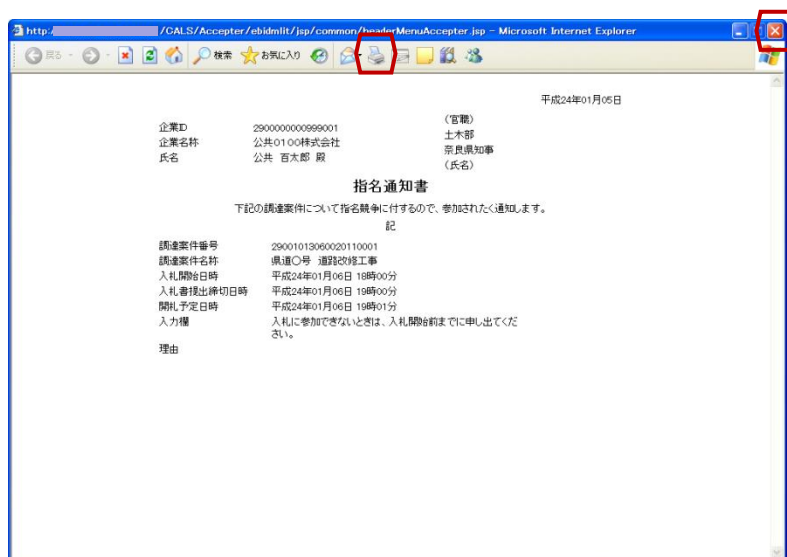 http:/ /CALS/Accepter/ebidmlit/jsp/common/headerMenuAccepter.jsp - Microsoft Internet Explorer
戻る 検索 お気に入り
平成24年01月05日
企業ID 2900000000999001
企業名称 公共0100株式会社
氏名 公共 百太郎 殿
(官職)
土木部
奈良県知事
(氏名)
指名通知書
下記の調達案件について指名競争に付するので、参加されたく通知します。
記
調達案件番号 29001013060020110001
調達案件名称 県道〇号 道路改修工事
入札開始日時 平成24年01月06日 18時00分
入札書提出締切日時 平成24年01月06日 19時00分
開札予定日時 平成24年01月06日 19時01分
入力欄 入札に参加できないときは、入札開始前までに申し出てくだ
さい。
理由